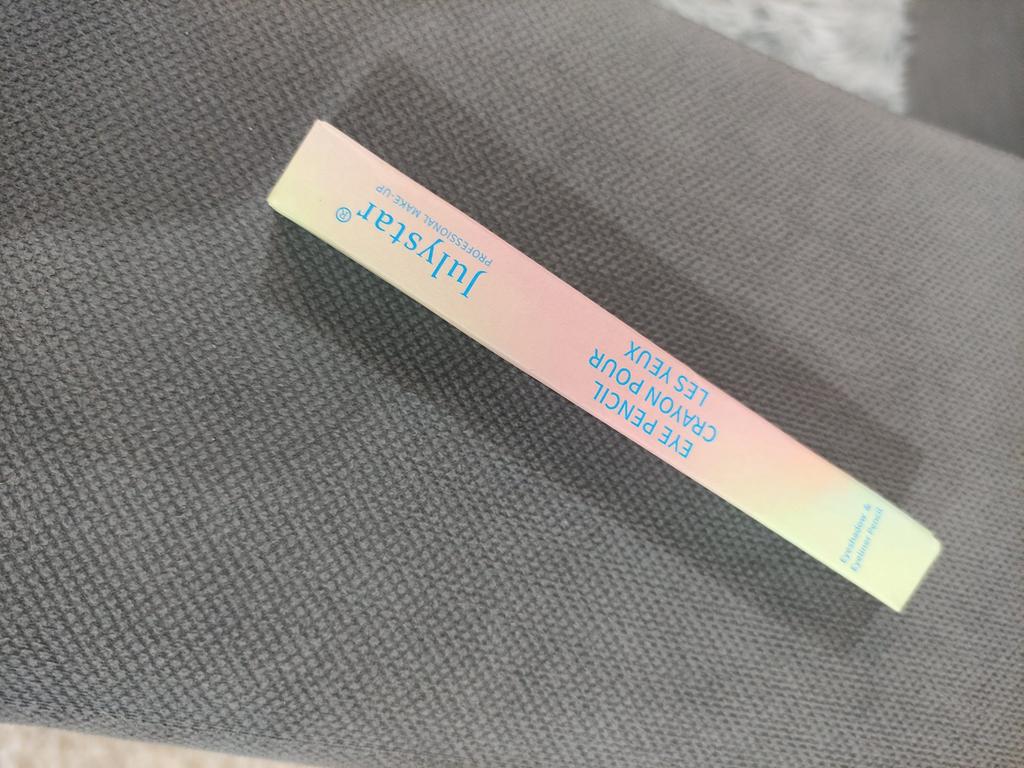 Julystar®
PROFESSIONAL MAKE-UP
EYE PENCIL
CRAYON POUR
LES YEUX
Eyeshadow &
Eyeliner Pencil